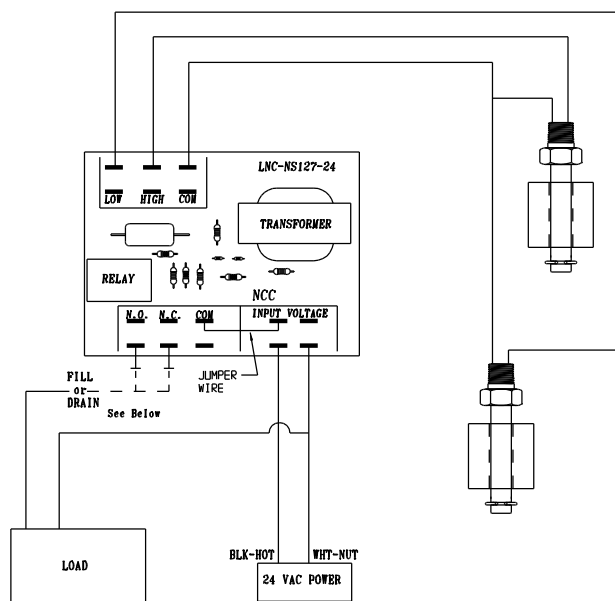 LNC-NS127-24
LOW HIGH COM
TRANSFORMER
RELAY
NCC
N.O. N.C. COM INPUT VOLTAGE
FILL
or
DRAIN
JUMPER
WIRE
See Below
BLK-HOT WHT-NUT
LOAD
24 VAC POWER